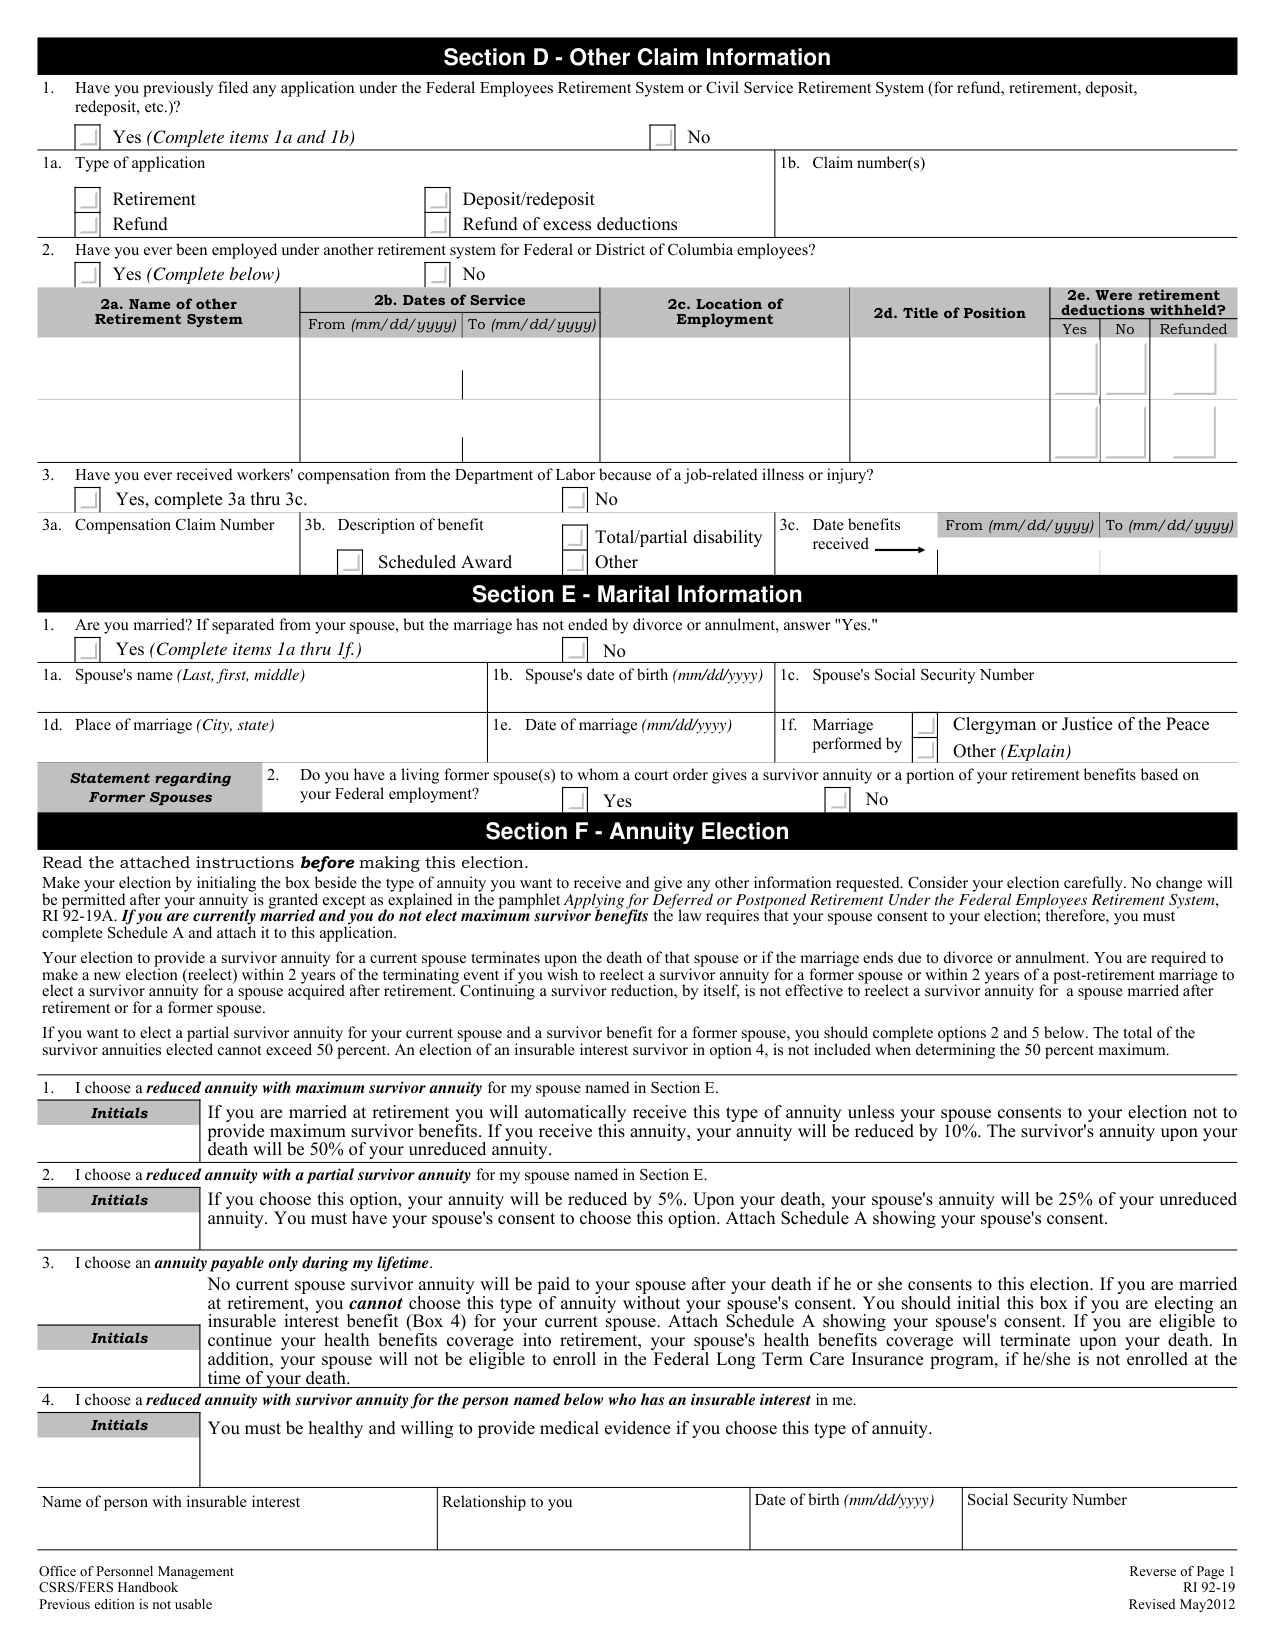 Section D - Other Claim Information
1. Have you previously filed any application under the Federal Employees Retirement System or Civil Service Retirement System (for refund, retirement, deposit,
redeposit, etc.)?
Yes (Complete items 1a and 1b) No
1a. Type of application 1b. Claim number(s)
Retirement Deposit/redeposit
Refund Refund of excess deductions
2. Have you ever been employed under another retirement system for Federal or District of Columbia employees?
Yes (Complete below) No
2a. Name of other
Retirement System
2b. Dates of Service
From (mm/dd/yyyy) To (mm/dd/yyyy)
2c. Location of
Employment
2d. Title of Position
2e. Were retirement
deductions withheld?
Yes No Refunded
3. Have you ever received workers' compensation from the Department of Labor because of a job-related illness or injury?
Yes, complete 3a thru 3c. No
3a. Compensation Claim Number
3b. Description of benefit
Scheduled Award
Total/partial disability
Other
3c. Date benefits
received
From (mm/dd/yyyy) To (mm/dd/yyyy)
Section E - Marital Information
1. Are you married? If separated from your spouse, but the marriage has not ended by divorce or annulment, answer "Yes."
Yes (Complete items 1a thru 1f.) No
1a. Spouse's name (Last, first, middle) 1b. Spouse's date of birth (mm/dd/yyyy) 1c. Spouse's Social Security Number
1d. Place of marriage (City, state) 1e. Date of marriage (mm/dd/yyyy)
1f. Marriage
performed by
Clergyman or Justice of the Peace
Other (Explain)
Statement regarding
Former Spouses
2. Do you have a living former spouse(s) to whom a court order gives a survivor annuity or a portion of your retirement benefits based on
your Federal employment? Yes No
Section F - Annuity Election
Read the attached instructions before making this election.
Make your election by initialing the box beside the type of annuity you want to receive and give any other information requested. Consider your election carefully. No change will
be permitted after your annuity is granted except as explained in the pamphlet Applying for Deferred or Postponed Retirement Under the Federal Employees Retirement System,
RI 92-19A. If you are currently married and you do not elect maximum survivor benefits the law requires that your spouse consent to your election; therefore, you must
complete Schedule A and attach it to this application.
Your election to provide a survivor annuity for a current spouse terminates upon the death of that spouse or if the marriage ends due to divorce or annulment. You are required to
make a new election (reelect) within 2 years of the terminating event if you wish to reelect a survivor annuity for a former spouse or within 2 years of a post-retirement marriage to
elect a survivor annuity for a spouse acquired after retirement. Continuing a survivor reduction, by itself, is not effective to reelect a survivor annuity for a spouse married after
retirement or for a former spouse.
If you want to elect a partial survivor annuity for your current spouse and a survivor benefit for a former spouse, you should complete options 2 and 5 below. The total of the
survivor annuities elected cannot exceed 50 percent. An election of an insurable interest survivor in option 4, is not included when determining the 50 percent maximum.
1. I choose a reduced annuity with maximum survivor annuity for my spouse named in Section E.
Initials
If you are married at retirement you will automatically receive this type of annuity unless your spouse consents to your election not to
provide maximum survivor benefits. If you receive this annuity, your annuity will be reduced by 10%. The survivor's annuity upon your
death will be 50% of your unreduced annuity.
2. I choose a reduced annuity with a partial survivor annuity for my spouse named in Section E.
Initials
If you choose this option, your annuity will be reduced by 5%. Upon your death, your spouse's annuity will be 25% of your unreduced
annuity. You must have your spouse's consent to choose this option. Attach Schedule A showing your spouse's consent.
3. I choose an annuity payable only during my lifetime.
Initials
No current spouse survivor annuity will be paid to your spouse after your death if he or she consents to this election. If you are married
at retirement, you cannot choose this type of annuity without your spouse's consent. You should initial this box if you are electing an
insurable interest benefit (Box 4) for your current spouse. Attach Schedule A showing your spouse's consent. If you are eligible to
continue your health benefits coverage into retirement, your spouse's health benefits coverage will terminate upon your death. In
addition, your spouse will not be eligible to enroll in the Federal Long Term Care Insurance program, if he/she is not enrolled at the
time of your death.
4. I choose a reduced annuity with survivor annuity for the person named below who has an insurable interest in me.
Initials
You must be healthy and willing to provide medical evidence if you choose this type of annuity.
Name of person with insurable interest Relationship to you Date of birth (mm/dd/yyyy) Social Security Number
Office of Personnel Management
CSRS/FERS Handbook
Previous edition is not usable
Reverse of Page 1
RI 92-19
Revised May2012